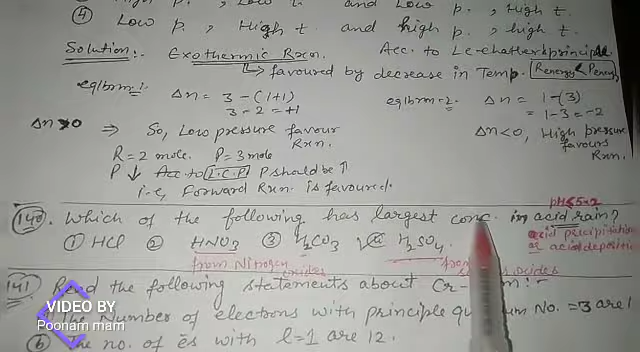 ④ Low p., High t and high p., high t.
Solution:- Exothermic Rxn. Acc. to Le-chatterkprinciple
↳ favoured by decrease in Temp. Renergy < Penergy
eqlbrm-1: Δn = 3 - (1+1) eqlbrm-2. Δn = 1-(3)
3 - 2 = +1 = 1-3 = -2
Δn > 0 ⇒ So, Low pressure favour Rxn. Δn<0, High pressure favours Rxn.
R = 2 mole. P = 3 mole
P ↓ Acc. to L.C.P P should be ↑
i.e, Forward Rxn. is favoured.
pH<5.2
140. Which of the following has largest conc. in acid rain?
① HCl ② HNO3 ③ H2CO3 ④ H2SO4. acid precipitation
or acid deposition
from Nitrogen oxides oxides
141. Read the following statements about Cr- :-
Number of electrons with principle No. = 3 are
ⓑ The no. of es with l=1 are 12.
VIDEO BY
Poonam mam